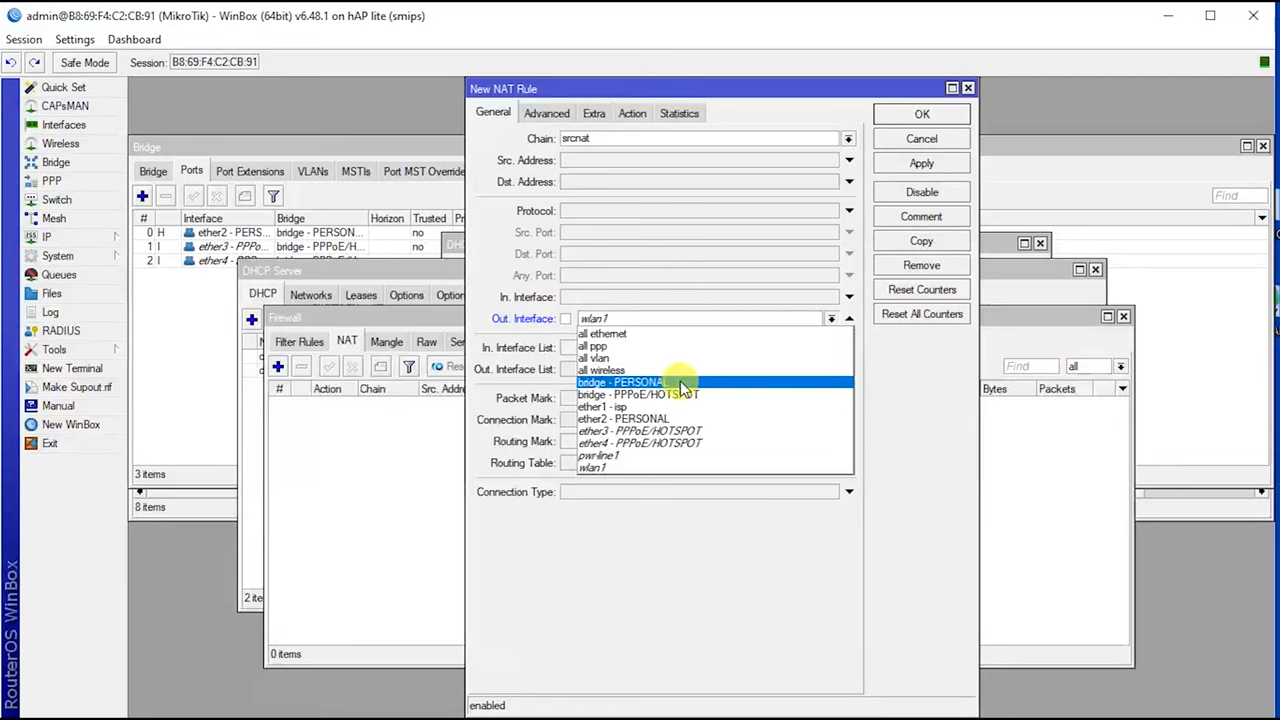 admin@B8:69:F4:C2:CB:91 (MikroTik) - WinBox (64bit) v6.48.1 on hAP lite (smips)
Session Settings Dashboard
Safe Mode Session: B8:69:F4:C2:CB:91
Quick Set
CAPsMAN
Interfaces
Wireless
Bridge
PPP
Switch
Mesh
IP
System
Queues
Files
Log
RADIUS
Tools
New Terminal
Make Supout.rif
Manual
New WinBox
Exit
RouterOS WinBox
Bridge
Bridge Ports Port Extensions VLANs MSTIs Port MST Override
Find
# Interface Bridge Horizon Trusted
0 H ether2 - PERS... bridge - PERSON... no
1 I ether3 - PPPo... bridge - PPPoE/H... no
2 I ether4
3 items
8 items
DHCP Server
DHCP Networks Leases Options
Firewall
Filter Rules NAT Mangle Raw
Find all
# Action Chain Src. Bytes Packets
0 items
New NAT Rule
General Advanced Extra Action Statistics
Chain: srcnat
Src. Address:
Dst. Address:
Protocol:
Src. Port:
Dst. Port:
Any. Port:
In. Interface:
Out. Interface: wlan1
all ethernet
all ppp
all vlan
all wireless
bridge - PERSONAL
bridge - PPPoE/HOTSPOT
ether1 - isp
ether2 - PERSONAL
ether3 - PPPoE/HOTSPOT
ether4 - PPPoE/HOTSPOT
pwr-line1
wlan1
In. Interface List:
Out. Interface List:
Packet Mark:
Connection Mark:
Routing Mark:
Routing Table:
Connection Type:
enabled
OK
Cancel
Apply
Disable
Comment
Copy
Remove
Reset Counters
Reset All Counters